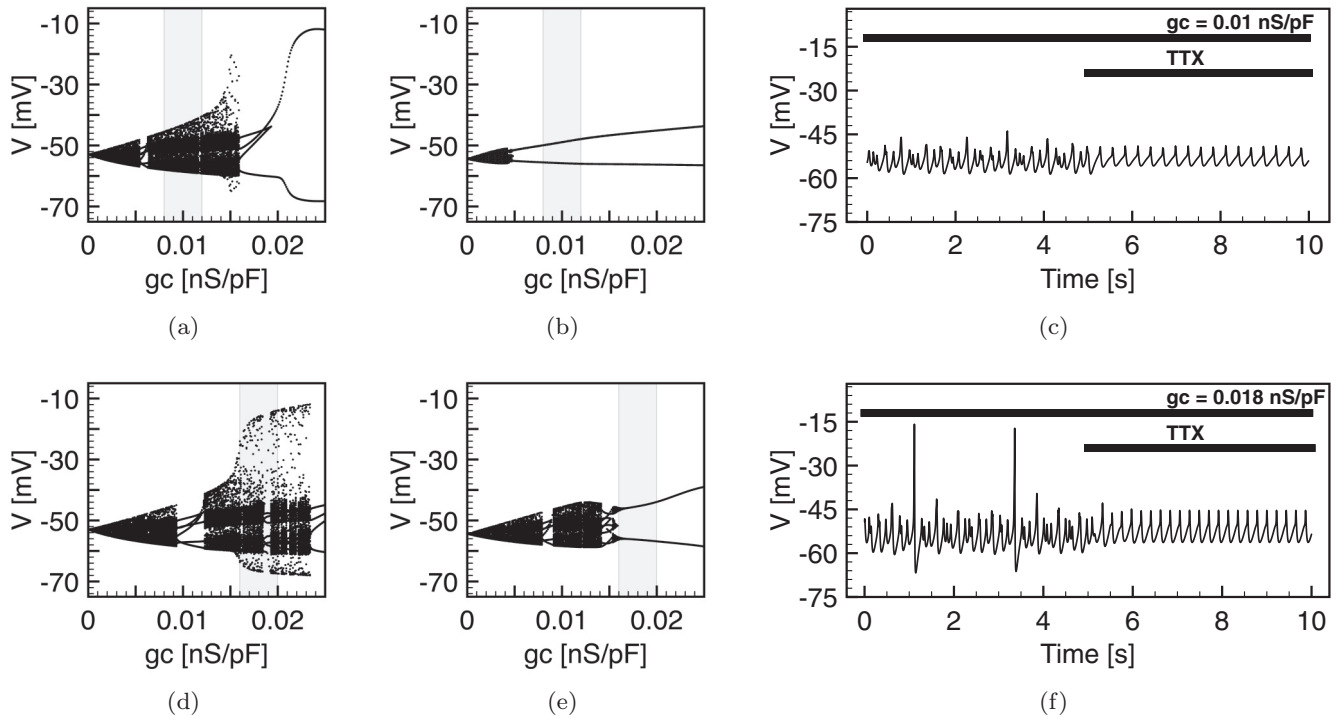 -10
-30
-50
-70
V [mV]
0 0.01 0.02
gc [nS/pF]
(a)
-10
-30
-50
-70
V [mV]
0 0.01 0.02
gc [nS/pF]
(b)
gc = 0.01 nS/pF
TTX
-15
-30
-45
-60
-75
V [mV]
0 2 4 6 8 10
Time [s]
(c)
-10
-30
-50
-70
V [mV]
0 0.01 0.02
gc [nS/pF]
(d)
-10
-30
-50
-70
V [mV]
0 0.01 0.02
gc [nS/pF]
(e)
gc = 0.018 nS/pF
TTX
-15
-30
-45
-60
-75
V [mV]
0 2 4 6 8 10
Time [s]
(f)